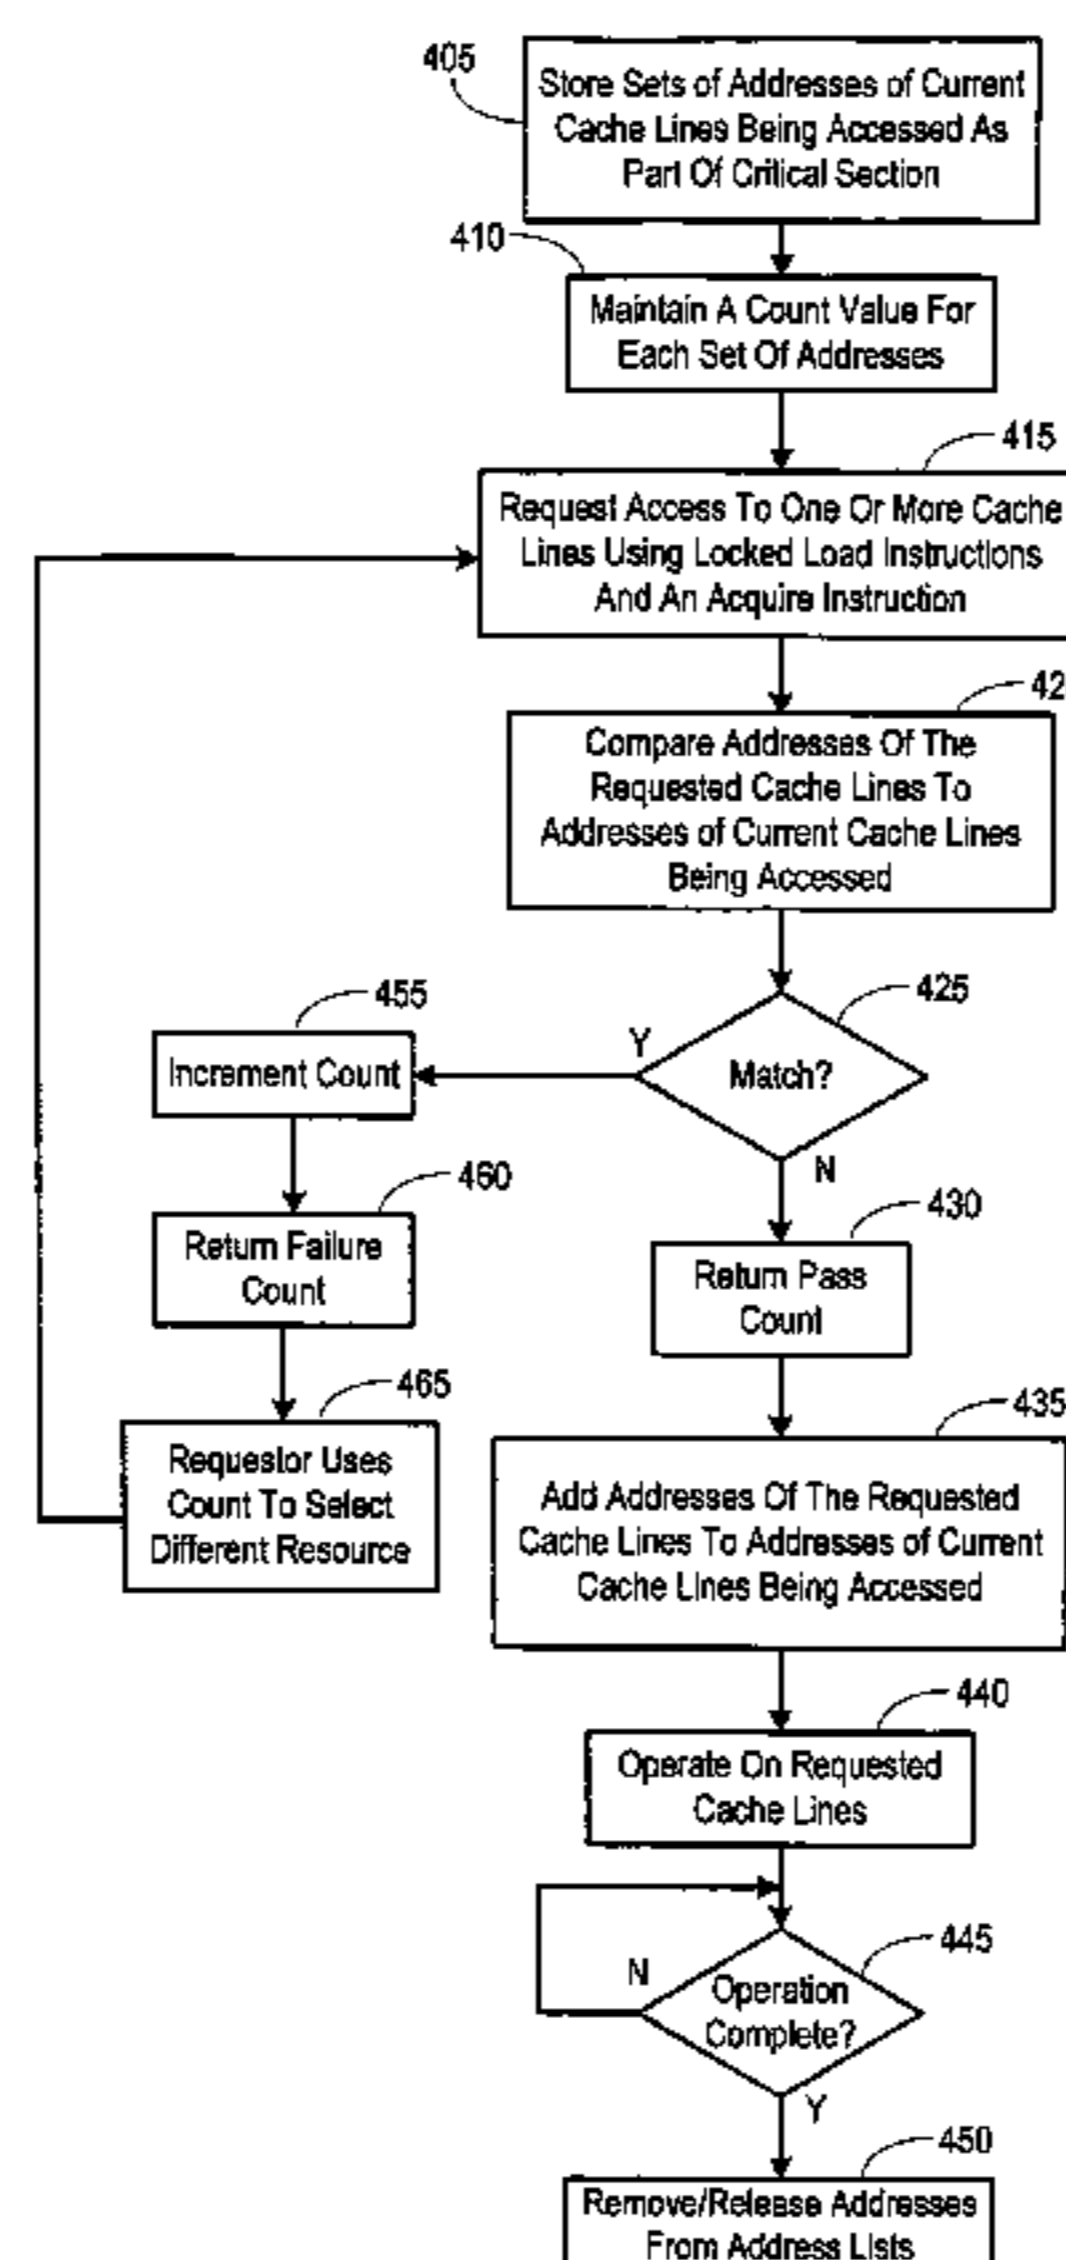 405
Store Sets of Addresses of Current
Cache Lines Being Accessed As
Part Of Critical Section
410
Maintain A Count Value For
Each Set Of Addresses
415
Request Access To One Or More Cache
Lines Using Locked Load Instructions
And An Acquire Instruction
42
Compare Addresses Of The
Requested Cache Lines To
Addresses of Current Cache Lines
Being Accessed
425
Match?
Y
N
455
Increment Count
460
Return Failure
Count
465
Requestor Uses
Count To Select
Different Resource
430
Return Pass
Count
435
Add Addresses Of The Requested
Cache Lines To Addresses of Current
Cache Lines Being Accessed
440
Operate On Requested
Cache Lines
445
Operation
Complete?
N
Y
450
Remove/Release Addresses
From Address Lists